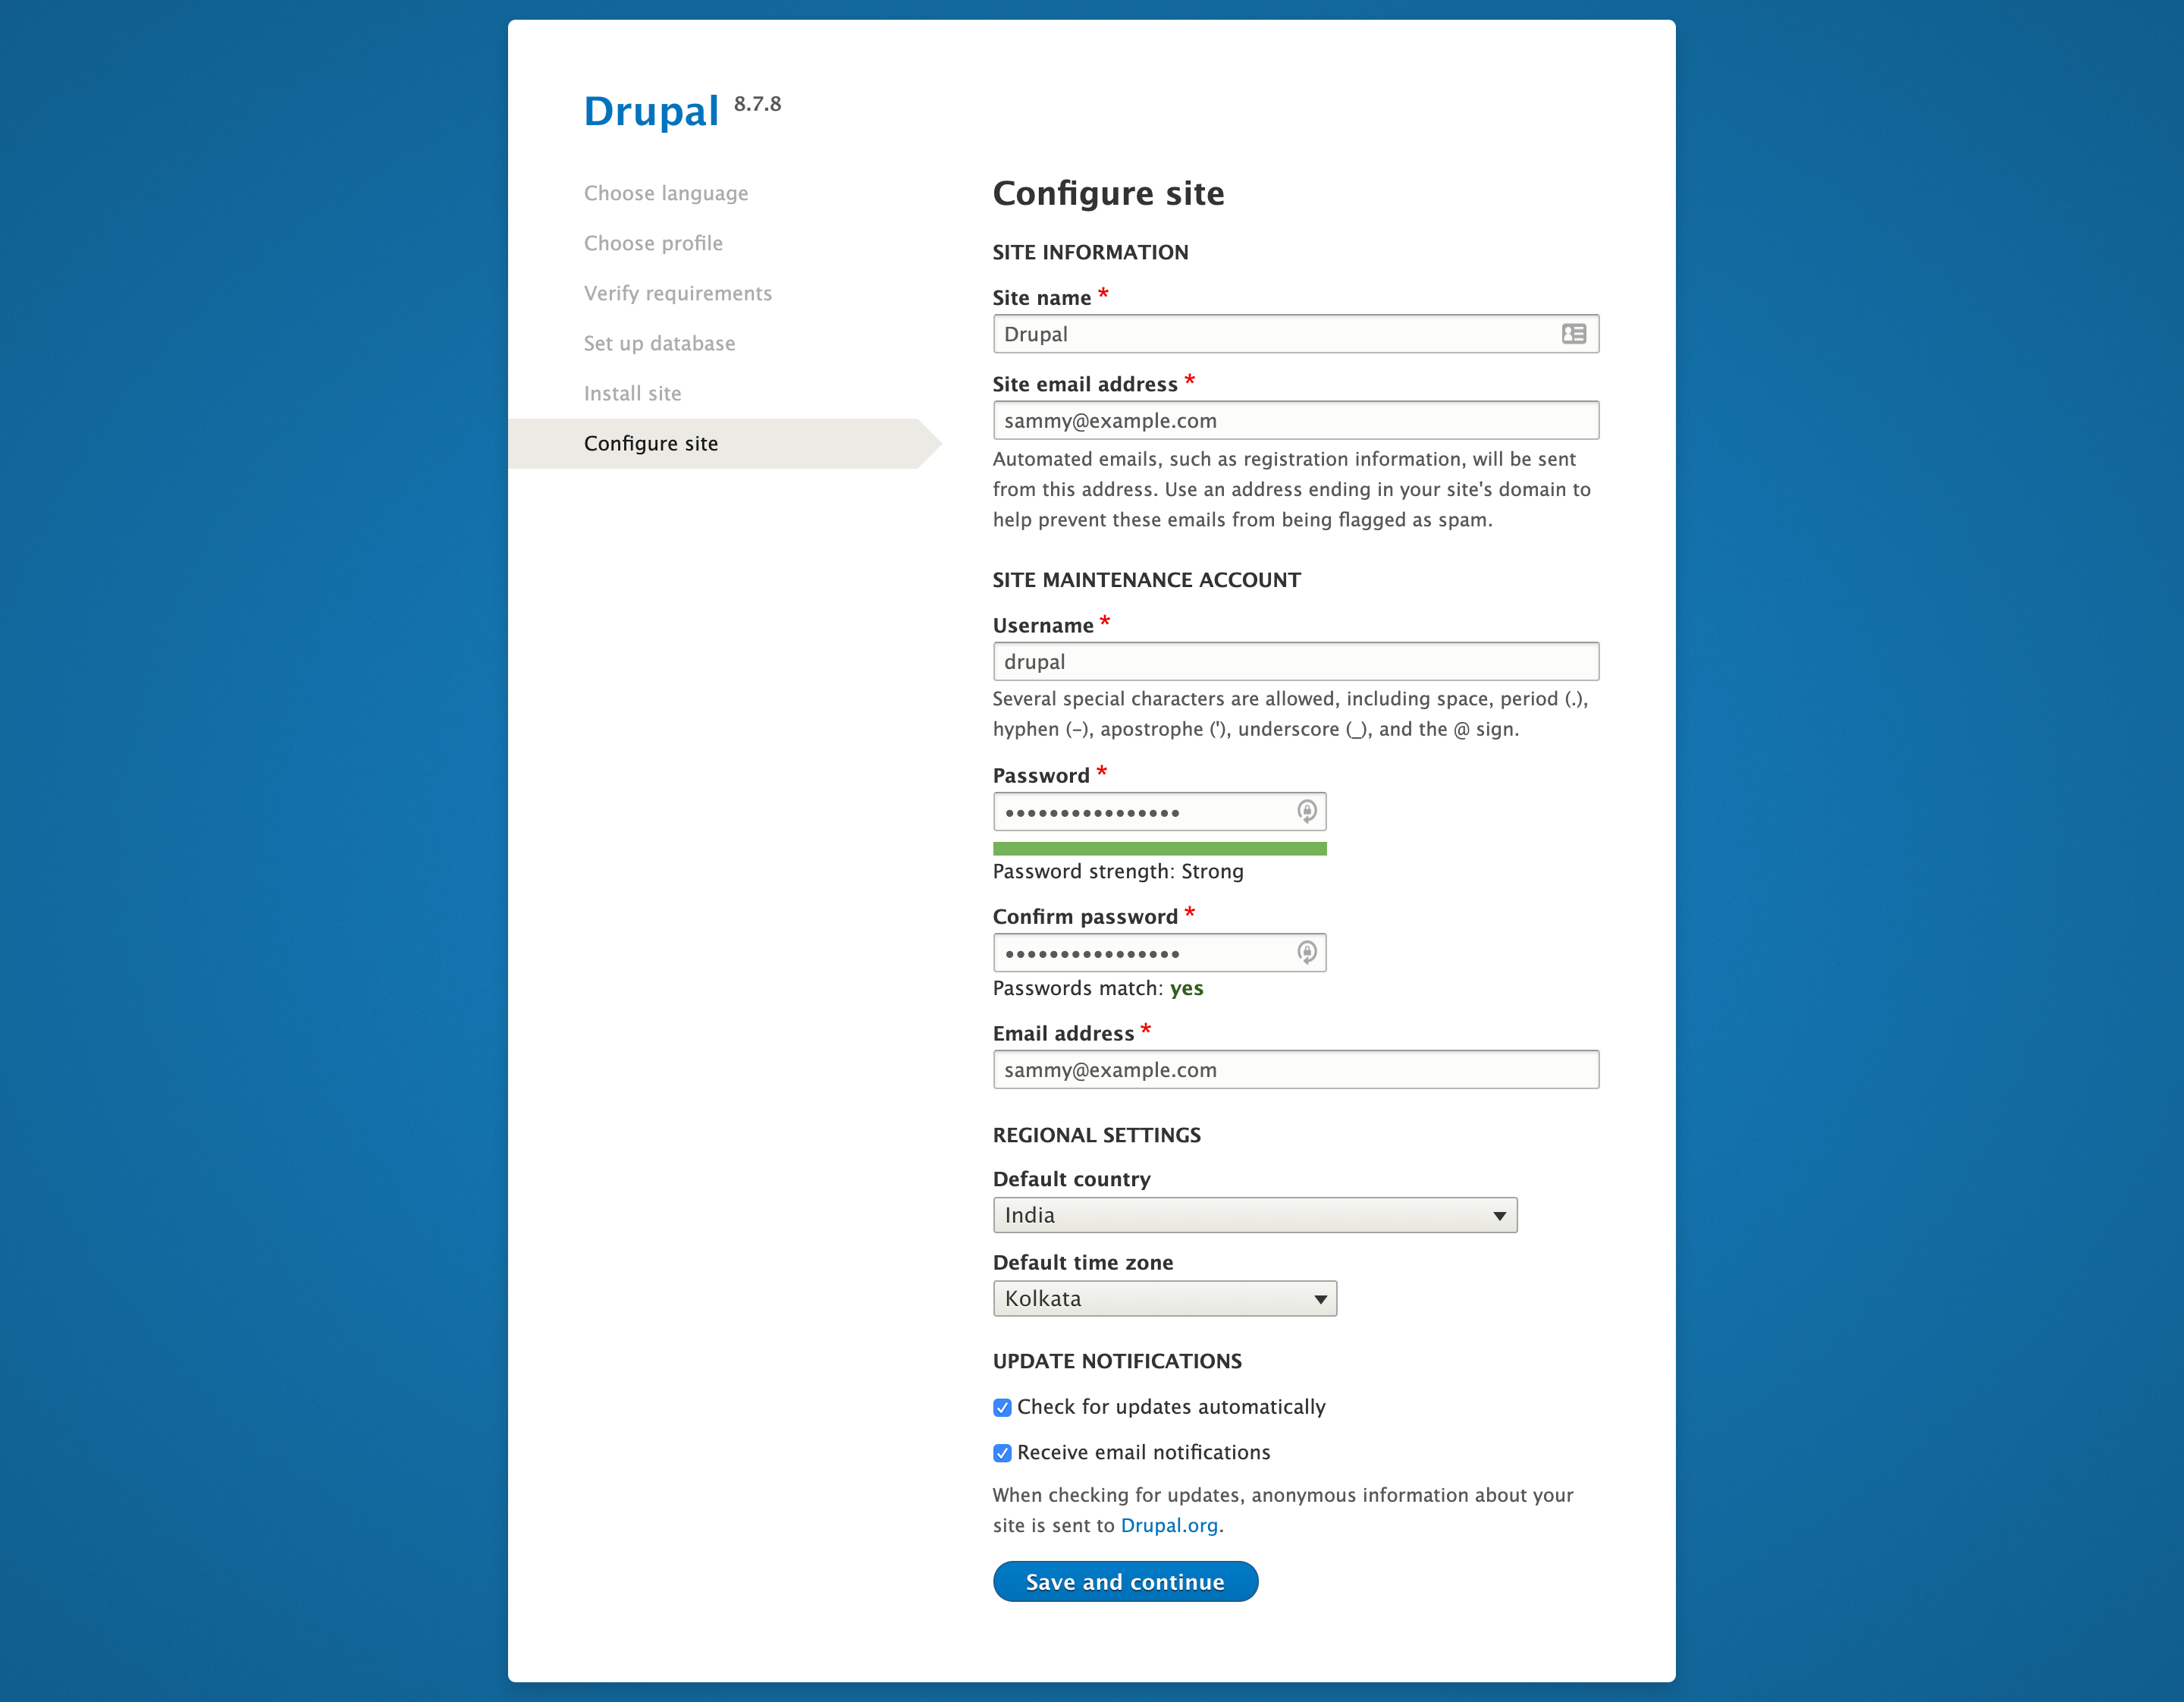 Drupal 8.7.8
Choose language
Choose profile
Verify requirements
Set up database
Install site
Configure site
Configure site
SITE INFORMATION
Site name *
Drupal
Site email address *
sammy@example.com
Automated emails, such as registration information, will be sent
from this address. Use an address ending in your site's domain to
help prevent these emails from being flagged as spam.
SITE MAINTENANCE ACCOUNT
Username *
drupal
Several special characters are allowed, including space, period (.),
hyphen (-), apostrophe ('), underscore (_), and the @ sign.
Password *
••••••••••••••••
Password strength: Strong
Confirm password *
••••••••••••••••
Passwords match: yes
Email address *
sammy@example.com
REGIONAL SETTINGS
Default country
India
Default time zone
Kolkata
UPDATE NOTIFICATIONS
Check for updates automatically
Receive email notifications
When checking for updates, anonymous information about your
site is sent to Drupal.org.
Save and continue